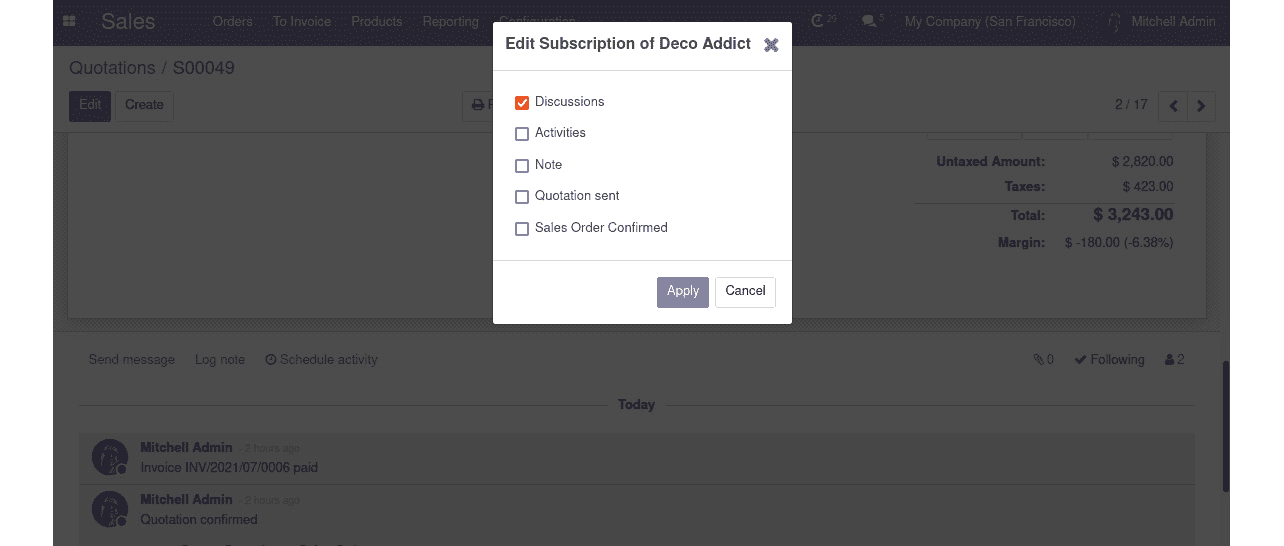 Sales Orders To Invoice Products Reporting Configuration 29 5 My Company (San Francisco) Mitchell Admin
Edit Subscription of Deco Addict
Quotations / S00049
Edit Create 2 / 17
Discussions
Activities
Note
Quotation sent
Sales Order Confirmed
Apply Cancel
Untaxed Amount: $ 2,820.00
Taxes: $ 423.00
Total: $ 3,243.00
Margin: $ -180.00 (-6.38%)
Send message Log note Schedule activity 0 Following 2
Today
Mitchell Admin - 2 hours ago
Invoice INV/2021/07/0006 paid
Mitchell Admin - 2 hours ago
Quotation confirmed